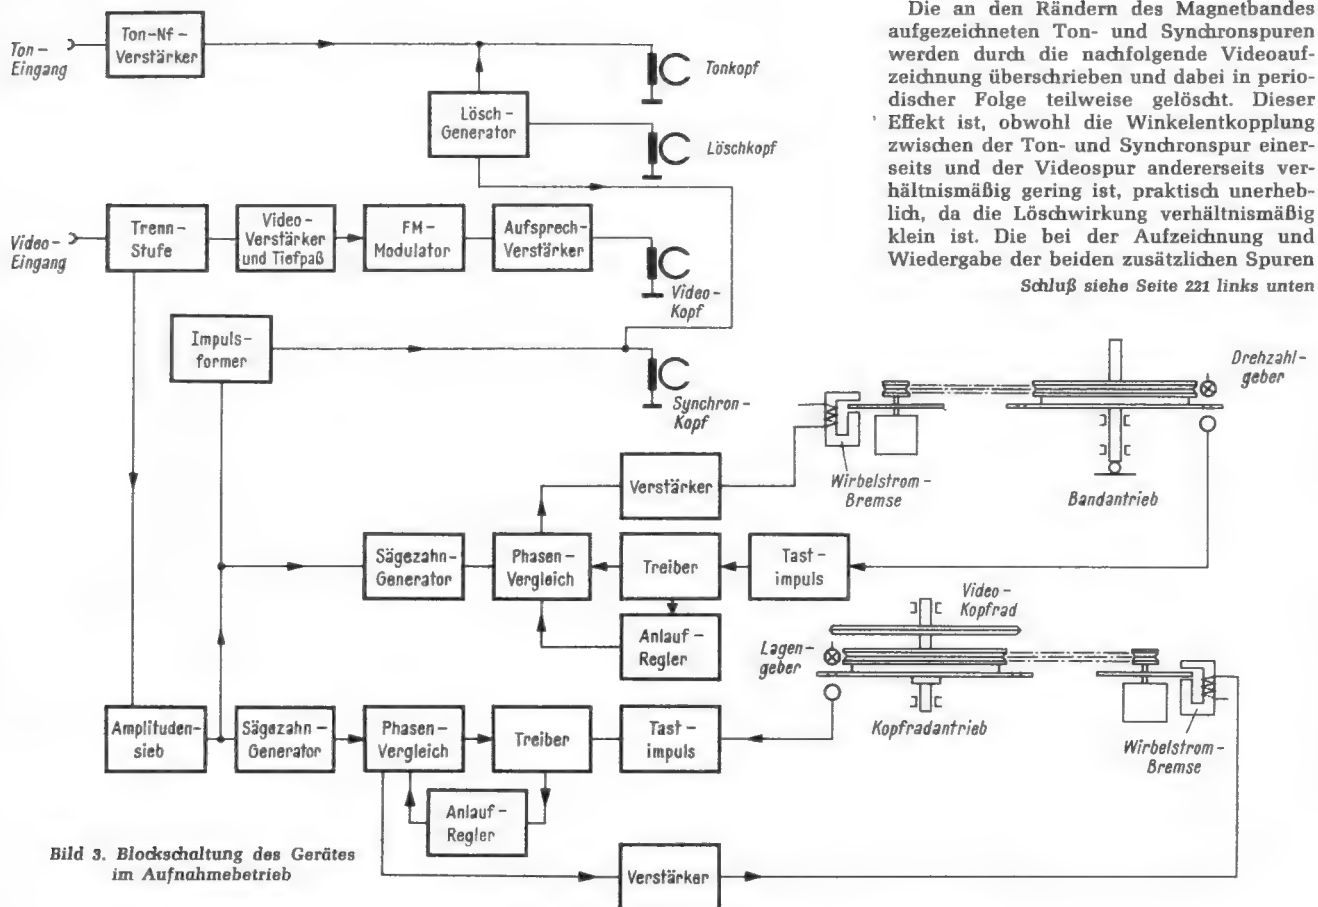 Die an den Rändern des Magnetbandes
aufgezeichneten Ton- und Synchronspuren
werden durch die nachfolgende Videoauf-
zeichnung überschrieben und dabei in perio-
discher Folge teilweise gelöscht. Dieser
Effekt ist, obwohl die Winkelentkopplung
zwischen der Ton- und Synchronspur einer-
seits und der Videospur andererseits ver-
hältnismäßig gering ist, praktisch unerheb-
lich, da die Löschwirkung verhältnismäßig
klein ist. Die bei der Aufzeichnung und
Wiedergabe der beiden zusätzlichen Spuren
Schluß siehe Seite 221 links unten
Ton-
Eingang
Ton-Nf-
Verstärker
Tonkopf
Lösch-
Generator
Löschkopf
Video-
Eingang
Trenn-
Stufe
Video-
Verstärker
und Tiefpaß
FM-
Modulator
Aufsprech-
Verstärker
Video-
Kopf
Impuls-
former
Synchron-
Kopf
Drehzahl-
geber
Wirbelstrom-
Bremse
Bandantrieb
Verstärker
Sägezahn-
Generator
Phasen-
Vergleich
Treiber
Tast-
impuls
Anlauf-
Regler
Video-
Kopfrad
Lagen-
geber
Kopfradantrieb
Wirbelstrom-
Bremse
Amplituden-
sieb
Sägezahn-
Generator
Phasen-
Vergleich
Treiber
Tast-
impuls
Anlauf-
Regler
Verstärker
Bild 3. Blockschaltung des Gerätes
im Aufnahmebetrieb